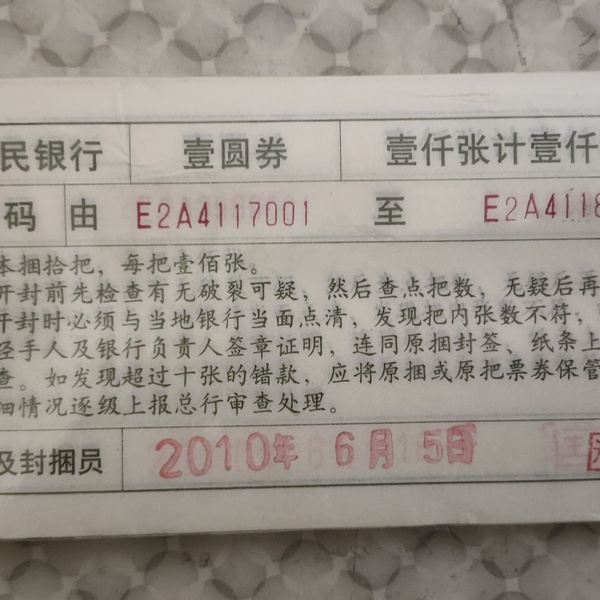 民银行 壹圆券 壹仟张计壹仟
码 由 E2A4117001 至 E2A4118
本捆拾把，每把壹佰张。
开封前先检查有无破裂可疑，然后查点把数，无疑后再
开封时必须与当地银行当面点清，发现把内张数不符，
经手人及银行负责人签章证明，连同原捆封签、纸条上
查。如发现超过十张的错款，应将原捆或原把票券保管
细情况逐级上报总行审查处理。
及封捆员 2010年 6月 5日